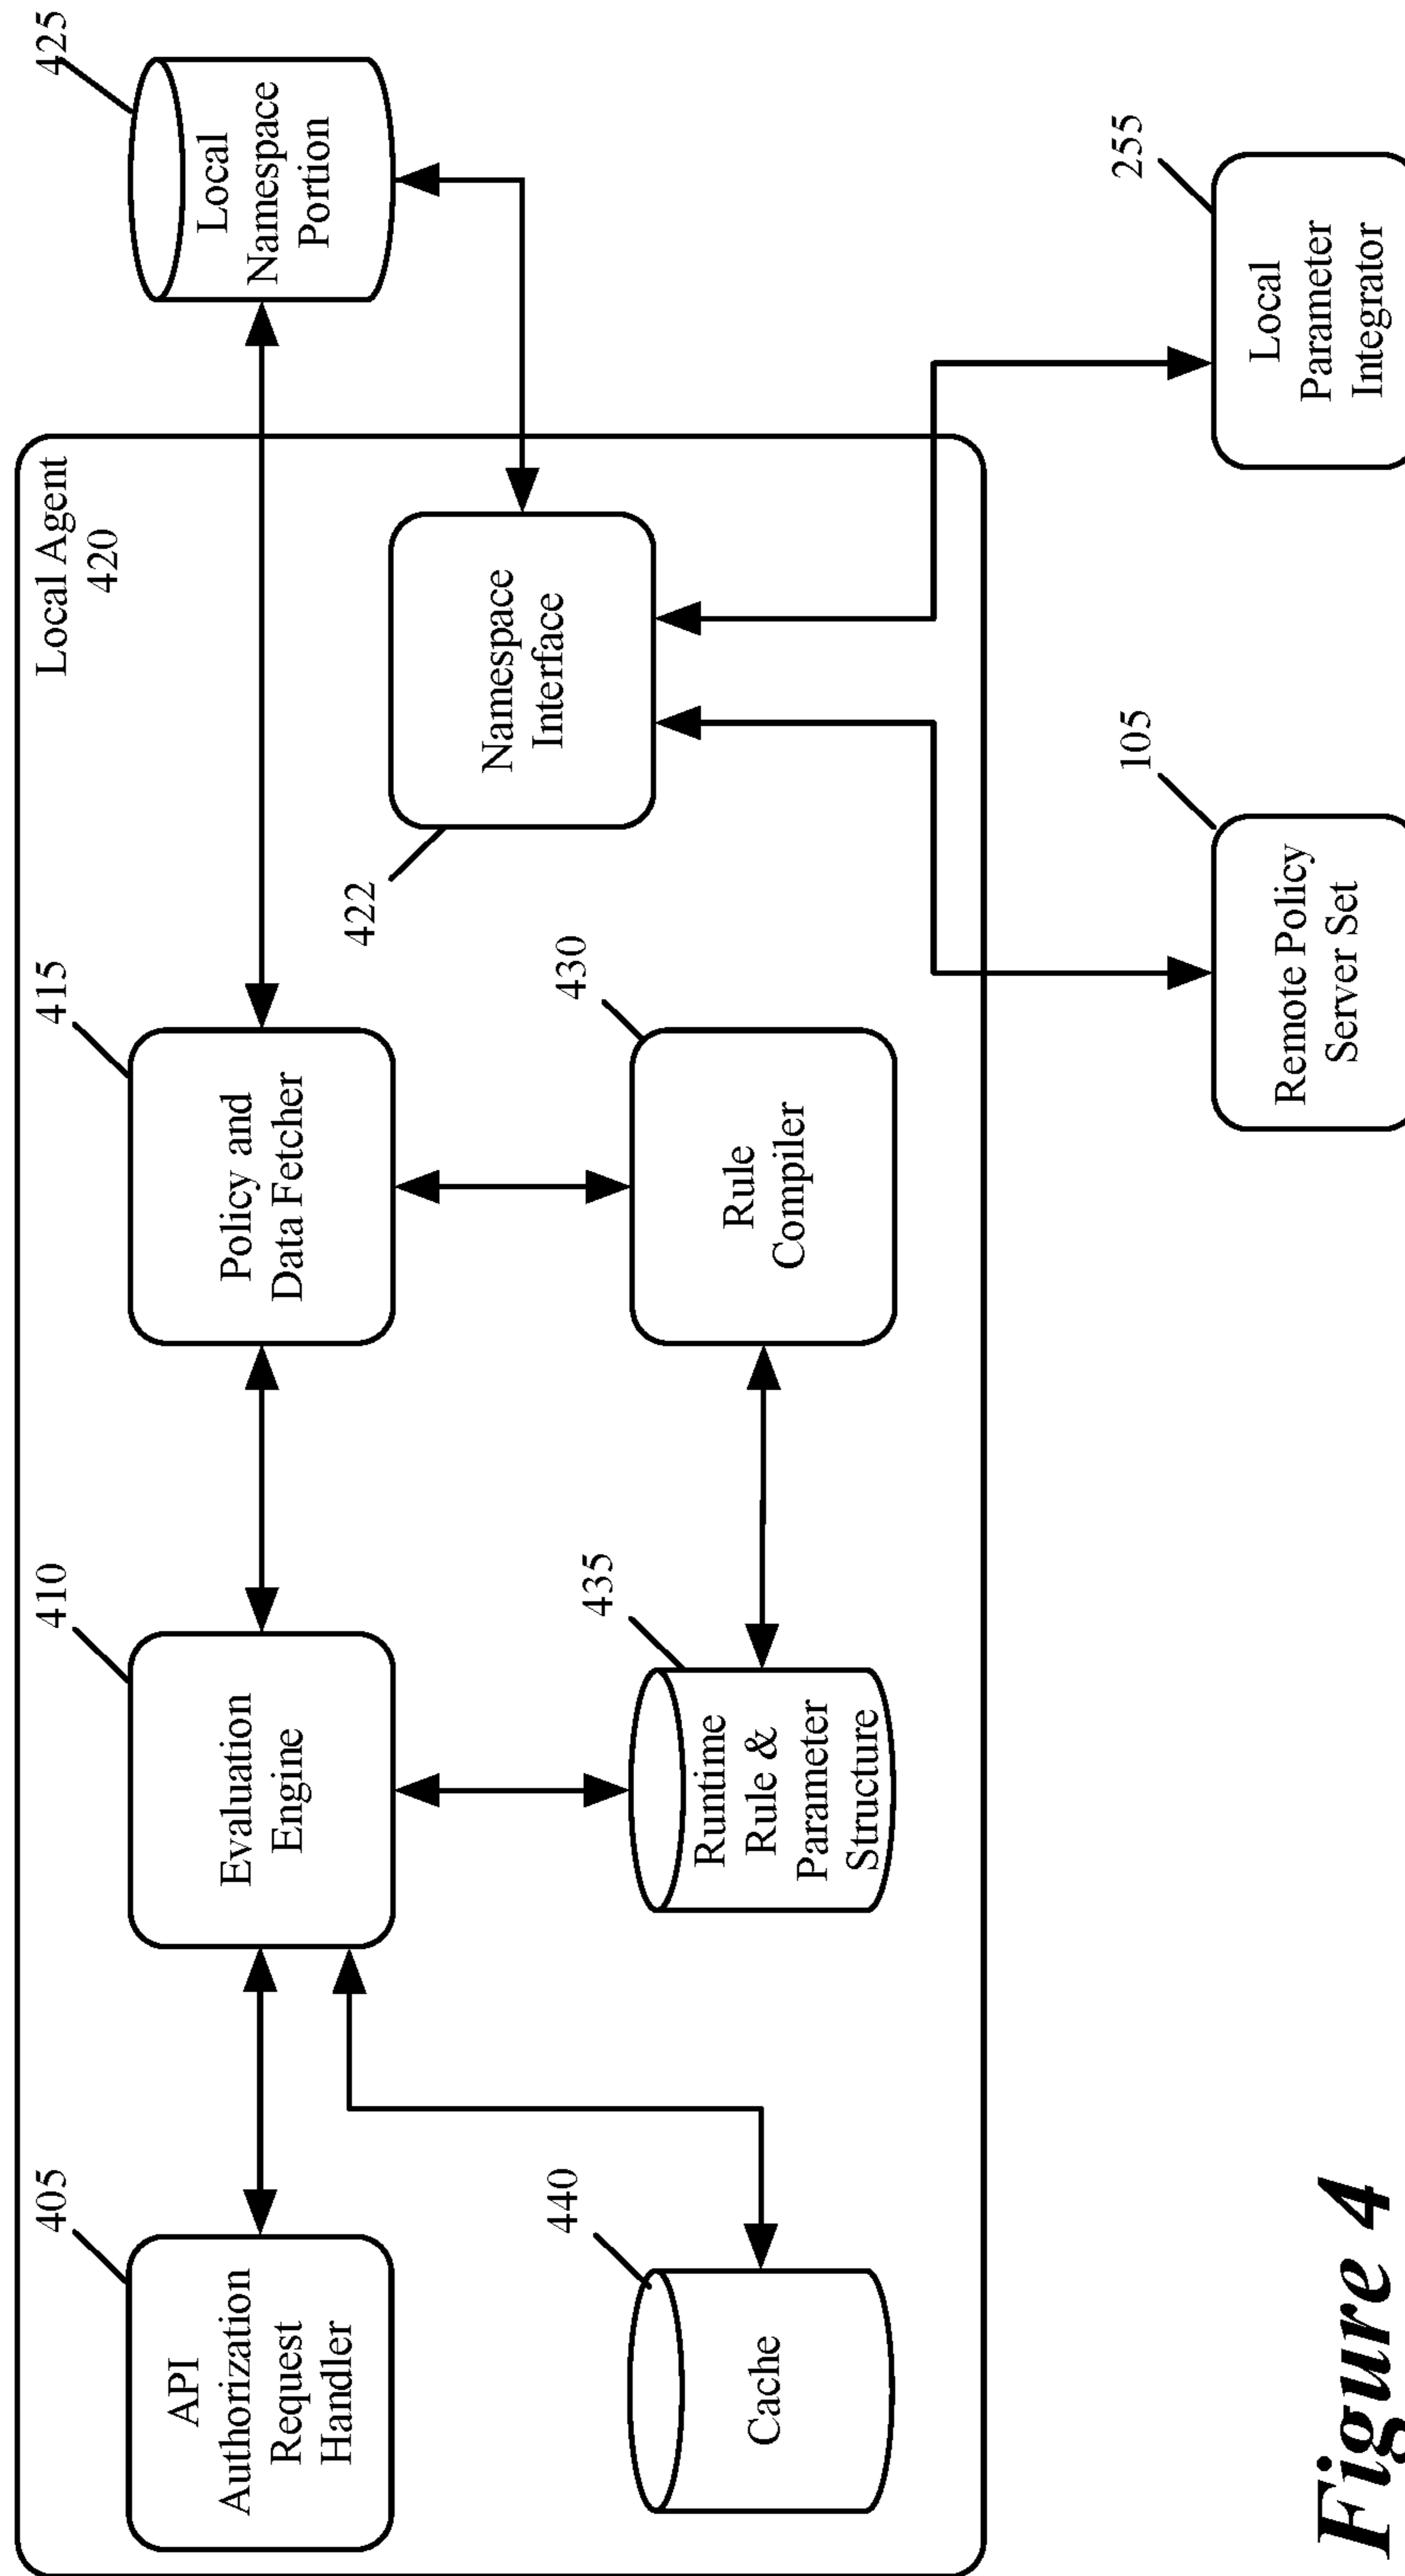 Local Agent
420
405
API
Authorization
Request
Handler
410
Evaluation
Engine
415
Policy and
Data Fetcher
425
Local
Namespace
Portion
440
Cache
435
Runtime
Rule &
Parameter
Structure
430
Rule
Compiler
422
Namespace
Interface
105
Remote Policy
Server Set
255
Local
Parameter
Integrator
Figure 4